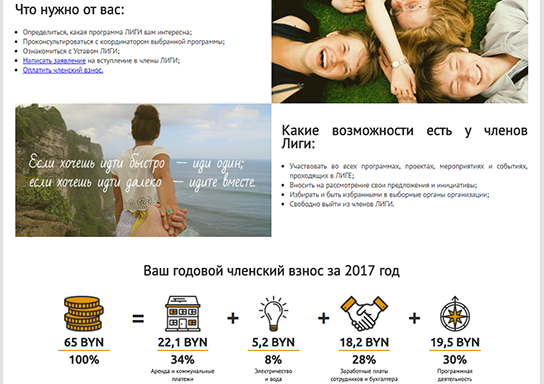 Что нужно от вас:
Определиться, какая программа ЛИГИ вам интересна;
Проконсультироваться с координатором выбранной программы;
Ознакомиться с Уставом ЛИГИ;
Написать заявление на вступление в члены ЛИГИ;
Оплатить членский взнос.
Если хочешь идти быстро — иди один;
если хочешь идти далеко — идите вместе.
Какие возможности есть у членов
Лиги:
Участвовать во всех программах, проектах, мероприятиях и событиях,
проходящих в ЛИГЕ;
Вносить на рассмотрение свои предложения и инициативы;
Избирать и быть избранными в выборные органы организации;
Свободно выйти из членов ЛИГИ.
Ваш годовой членский взнос за 2017 год
65 BYN = 22,1 BYN + 5,2 BYN + 18,2 BYN + 19,5 BYN
100% 34% 8% 28% 30%
Аренда и коммунальные Электричество Заработные платы Программная
платежи и вода сотрудников и бухгалтера деятельность